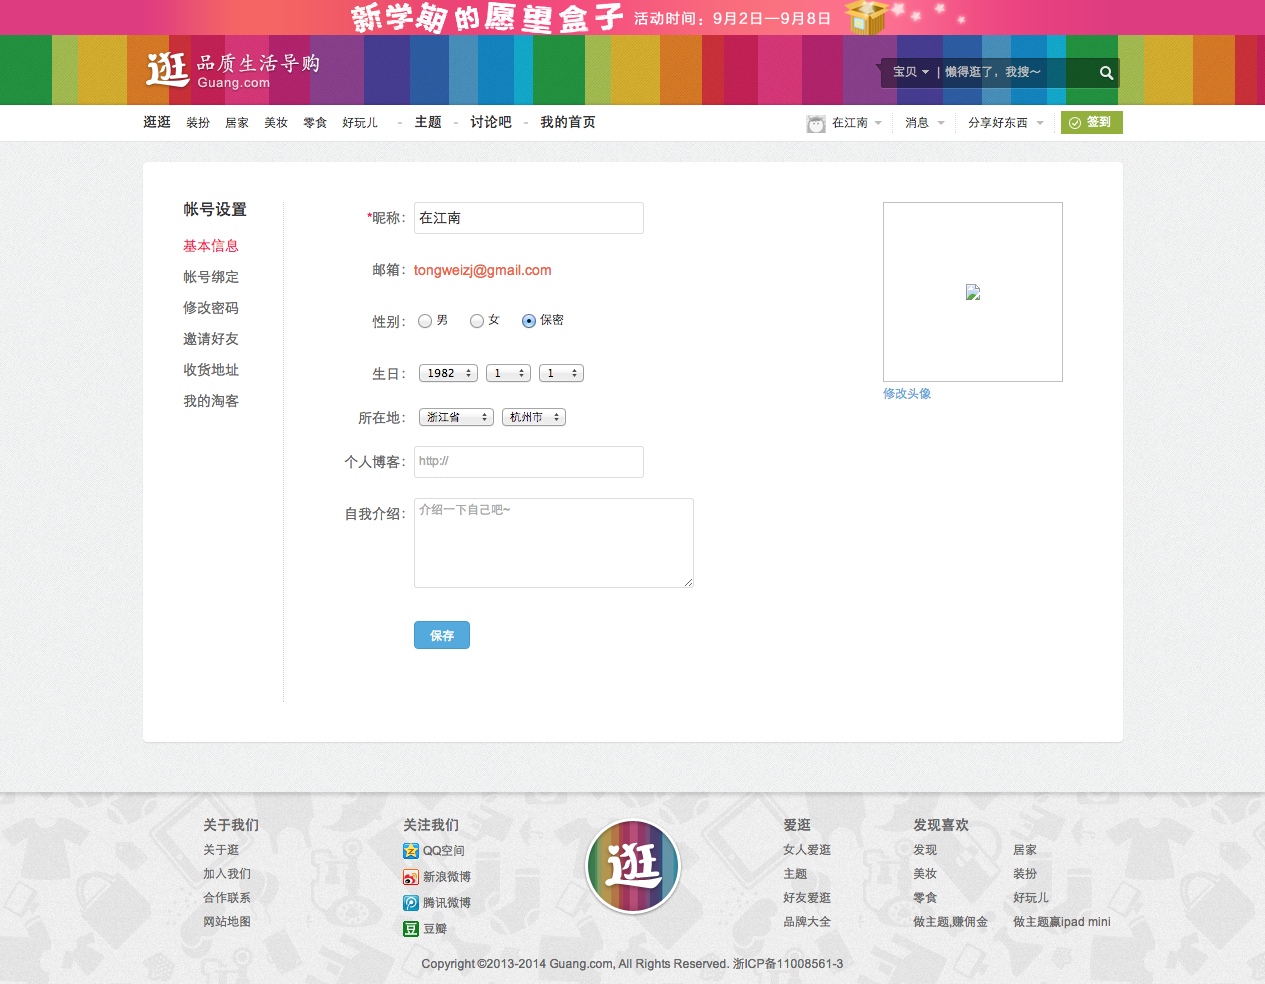 新学期的愿望盒子 活动时间：9月2日—9月8日
逛 品质生活导购
Guang.com
宝贝 | 懒得逛了，我搜～
逛逛 装扮 居家 美妆 零食 好玩儿 - 主题 - 讨论吧 - 我的首页 在江南 消息 分享好东西 签到
帐号设置
基本信息
帐号绑定
修改密码
邀请好友
收货地址
我的淘客
*昵称： 在江南
邮箱： tongweizj@gmail.com
性别： 男 女 保密
生日： 1982 1 1
所在地： 浙江省 杭州市
个人博客： http://
自我介绍： 介绍一下自己吧~
保存
修改头像
关于我们
关于逛
加入我们
合作联系
网站地图
关注我们
QQ空间
新浪微博
腾讯微博
豆 豆瓣
逛
爱逛
女人爱逛
主题
好友爱逛
品牌大全
发现喜欢
发现 居家
美妆 装扮
零食 好玩儿
做主题,赚佣金 做主题赢ipad mini
Copyright ©2013-2014 Guang.com, All Rights Reserved. 浙ICP备11008561-3